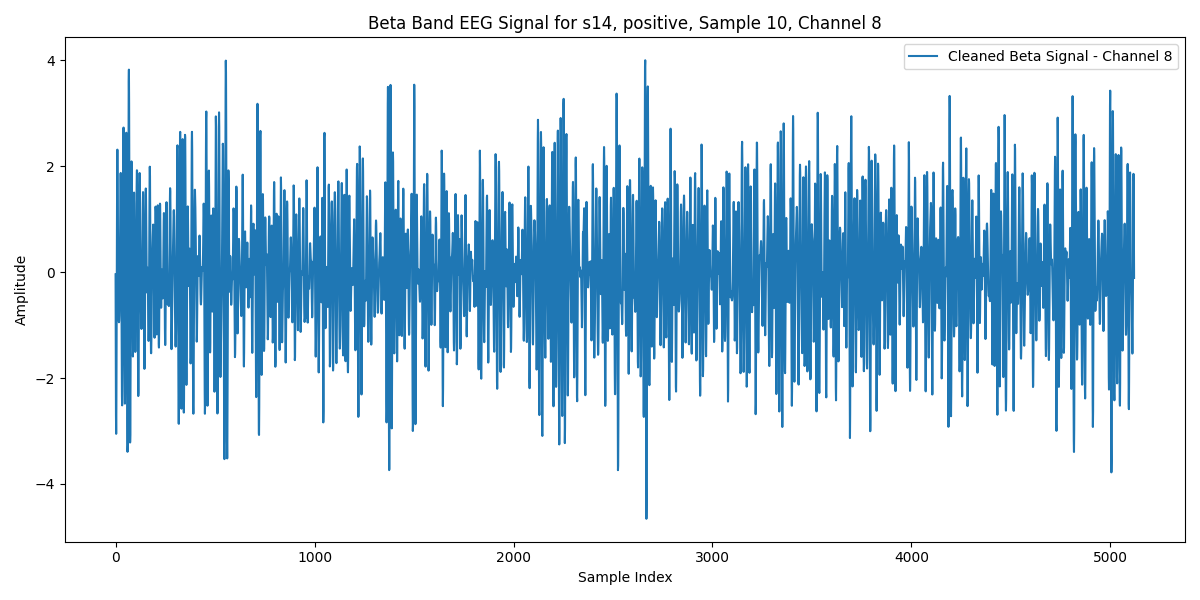 Beta Band EEG Signal for s14, positive, Sample 10, Channel 8
Cleaned Beta Signal - Channel 8
Amplitude
4
2
0
−2
−4
0
1000
2000
3000
4000
5000
Sample Index